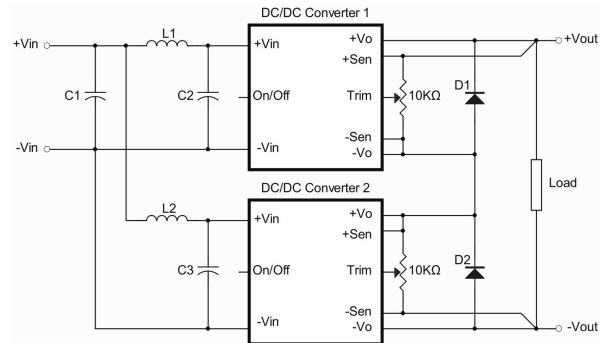 DC/DC Converter 1
+Vin
L1
+Vin
+Vo
+Vout
+Sen
C1
C2
On/Off
Trim
10KΩ
D1
-Vin
-Vin
-Sen
-Vo
DC/DC Converter 2
Load
L2
+Vin
+Vo
+Sen
C3
On/Off
Trim
10KΩ
D2
-Vin
-Sen
-Vo
-Vout